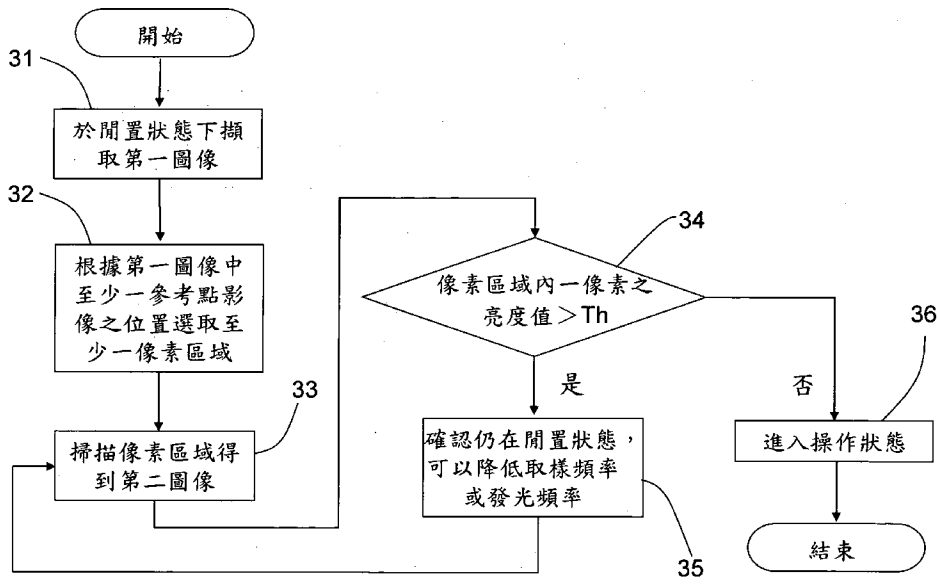 開始
31
於閒置狀態下擷
取第一圖像
32
根據第一圖像中
至少一參考點影
像之位置選取至
少一像素區域
33
掃描像素區域得
到第二圖像
34
像素區域內一像素之
亮度值＞Th
是
否
35
確認仍在閒置狀態，
可以降低取樣頻率
或發光頻率
36
進入操作狀態
結束